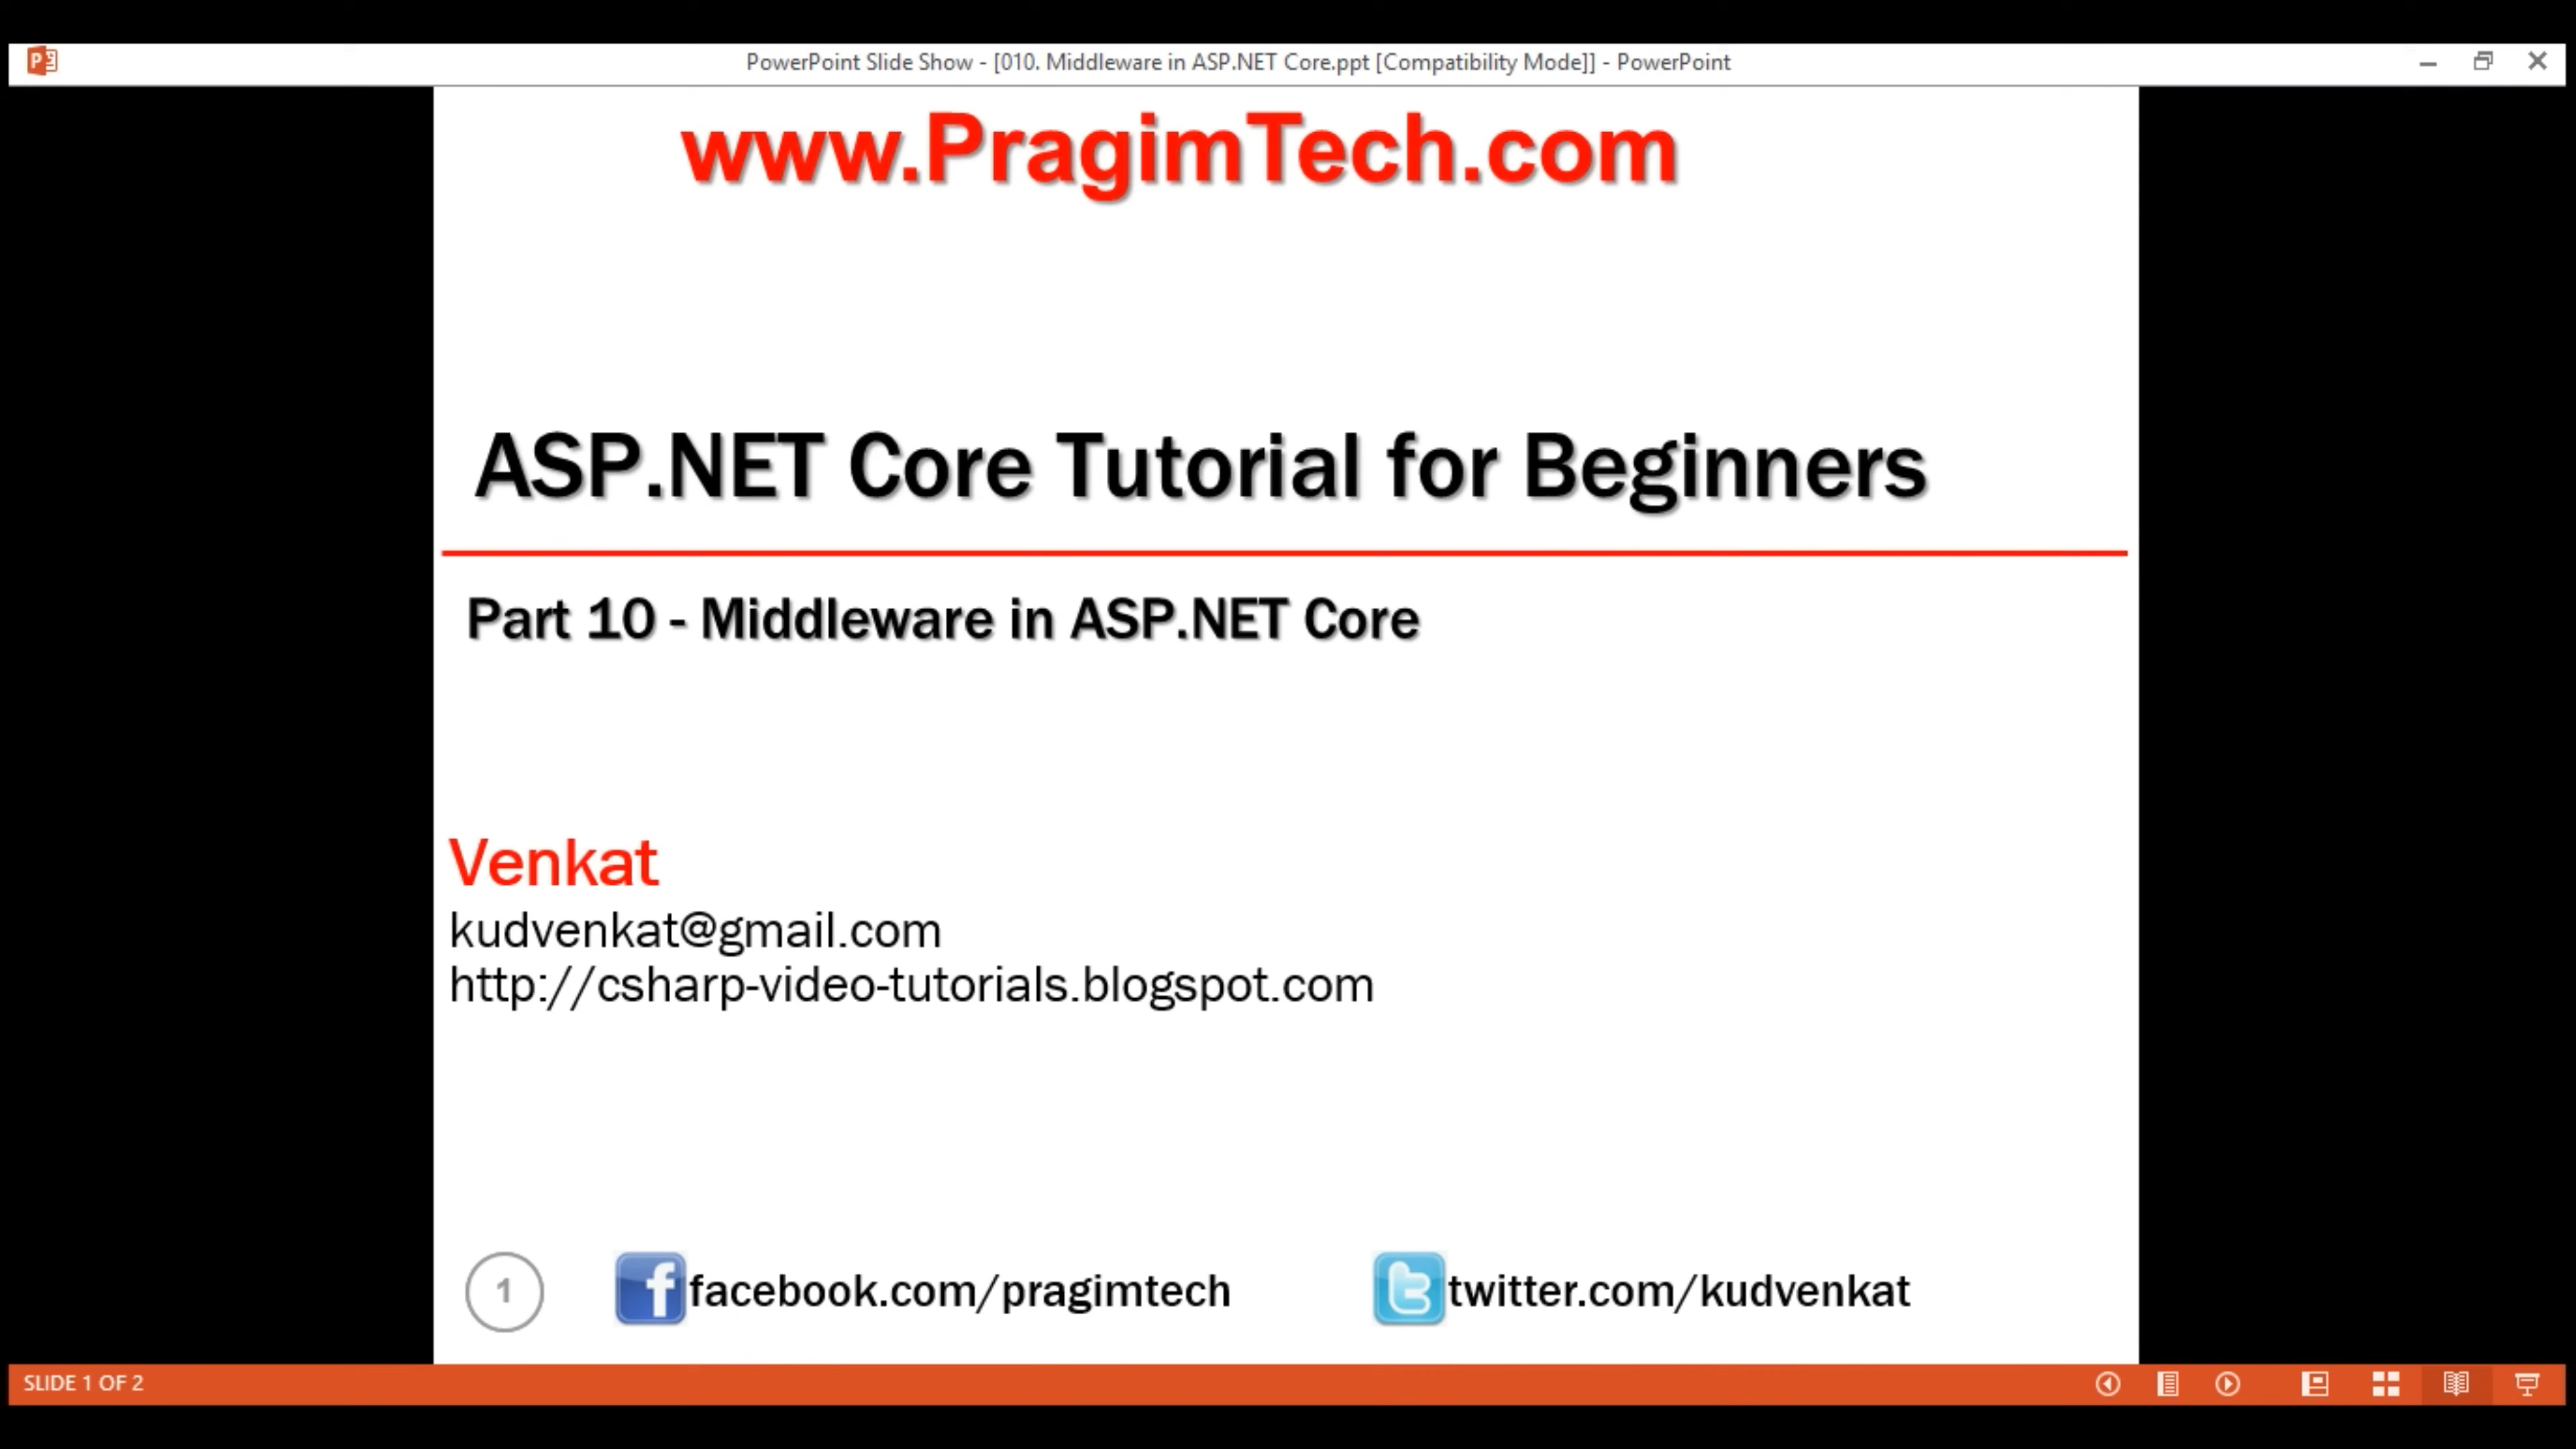 PowerPoint Slide Show - [010. Middleware in ASP.NET Core.ppt [Compatibility Mode]] - PowerPoint
www.PragimTech.com
ASP.NET Core Tutorial for Beginners
Part 10 - Middleware in ASP.NET Core
Venkat
kudvenkat@gmail.com
http://csharp-video-tutorials.blogspot.com
1
facebook.com/pragimtech
twitter.com/kudvenkat
SLIDE 1 OF 2